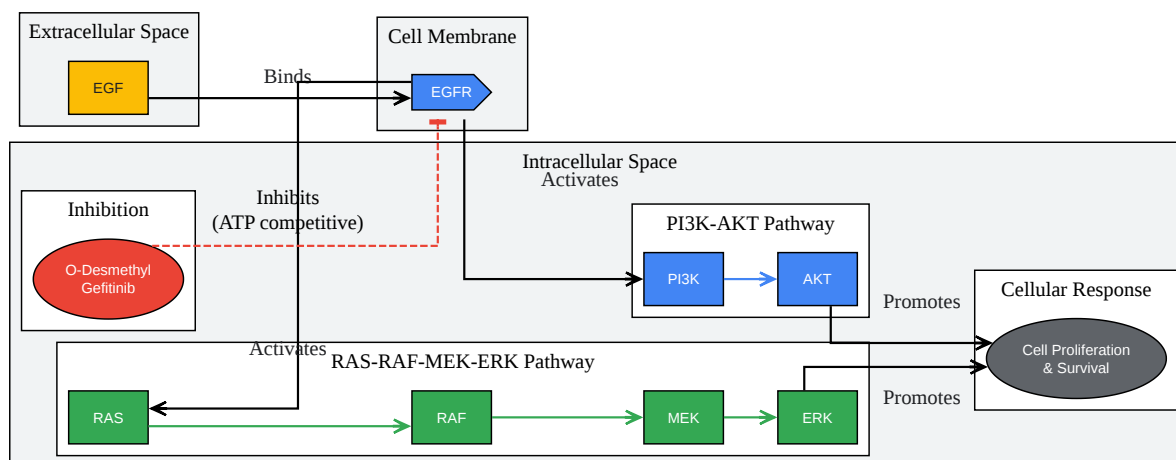 Extracellular Space
EGF
Binds
Cell Membrane
EGFR
Intracellular Space
Activates
Inhibition
O-Desmethyl
Gefitinib
Inhibits
(ATP competitive)
PI3K-AKT Pathway
PI3K
AKT
Promotes
Cellular Response
Cell Proliferation
& Survival
Activates
RAS-RAF-MEK-ERK Pathway
RAS
RAF
MEK
ERK
Promotes